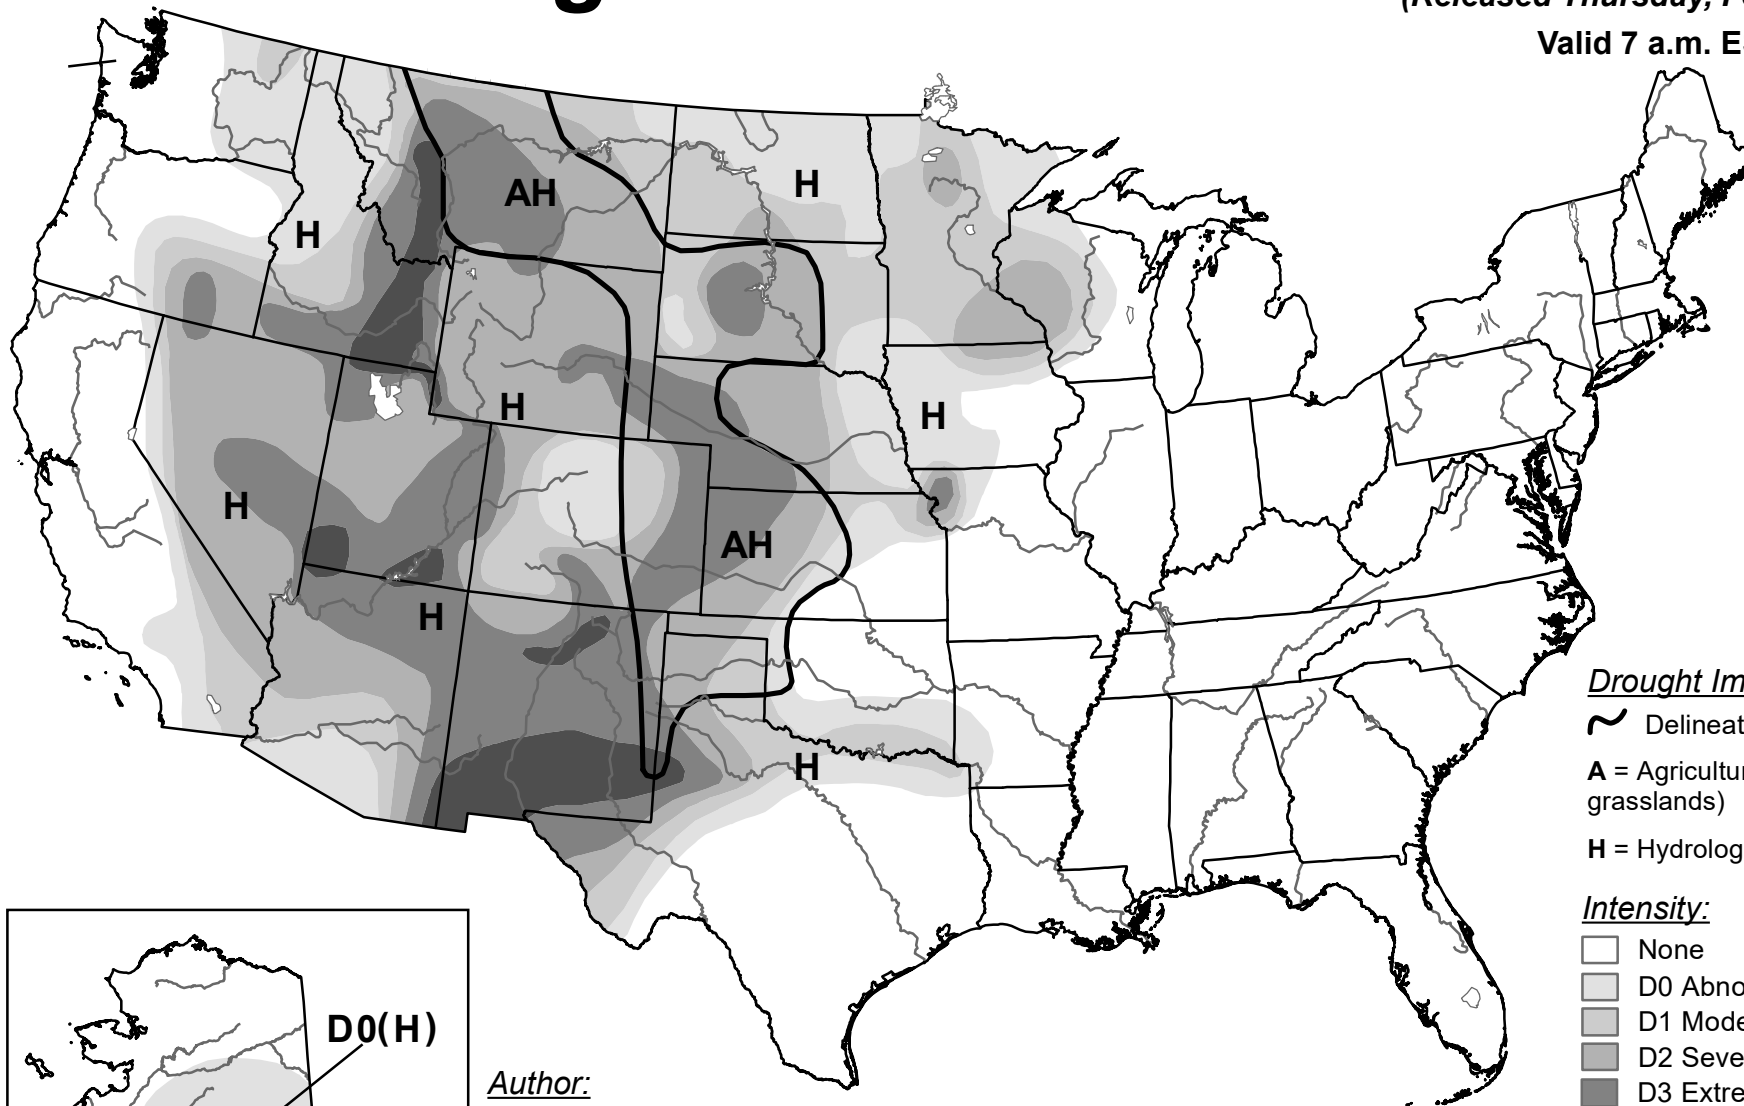 g
(Released Thursday, F
Valid 7 a.m. E
AH
H
H
H
H
H
AH
H
H
Drought Im
Delineat
A = Agricultu
grasslands)
H = Hydrolog
Intensity:
None
D0 Abno
D1 Mode
D2 Seve
D3 Extre
D0(H)
Author: